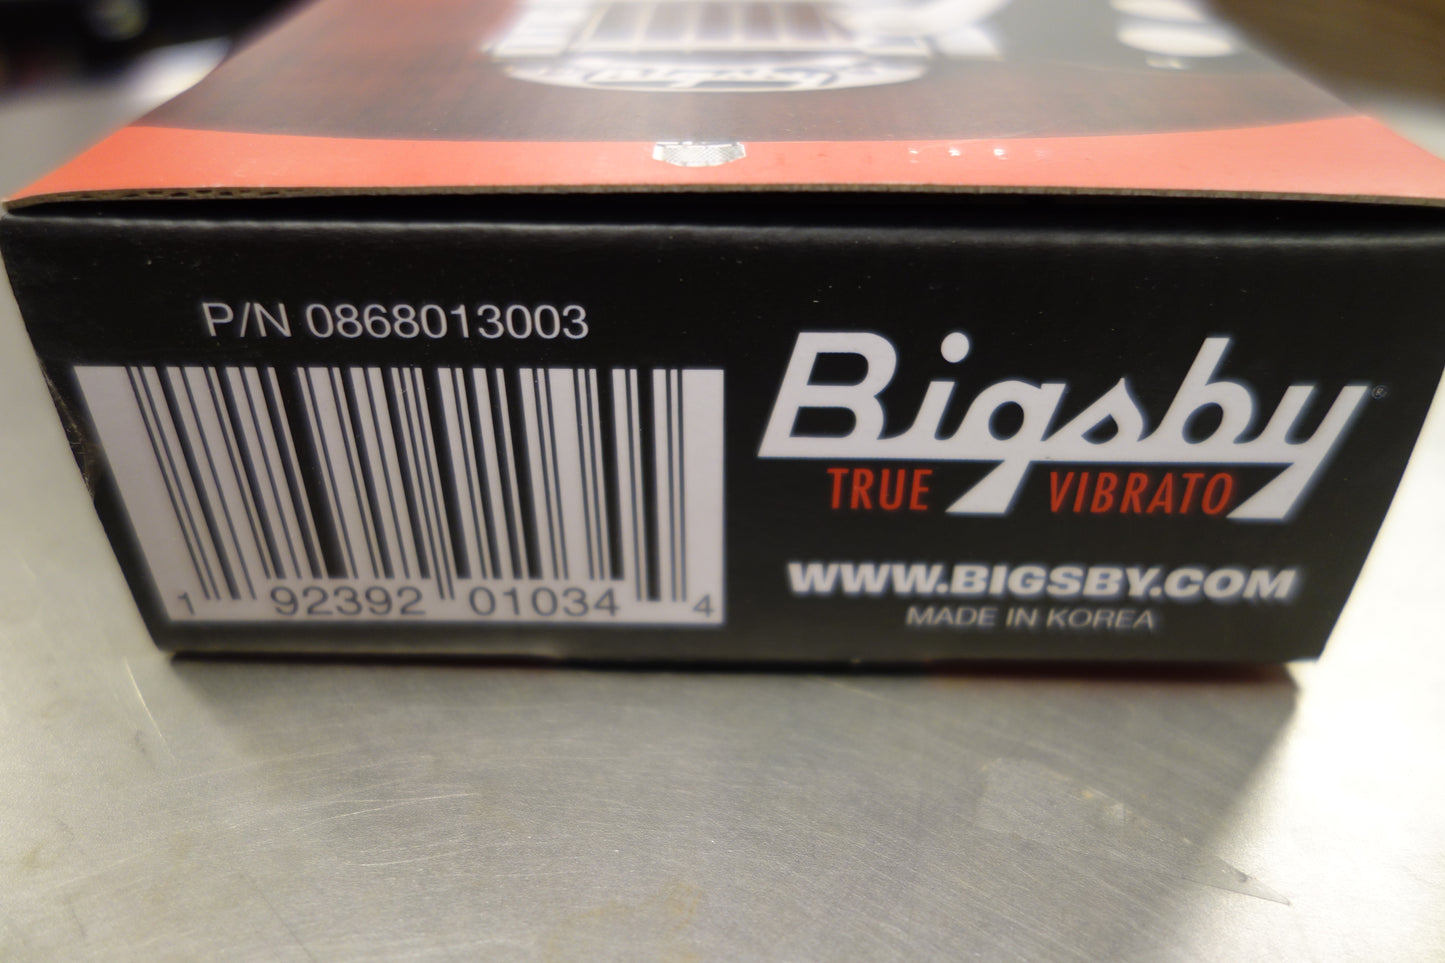 P/N 0868013003
1 92392 01034 4
Bigsby®
TRUE VIBRATO
WWW.BIGSBY.COM
MADE IN KOREA